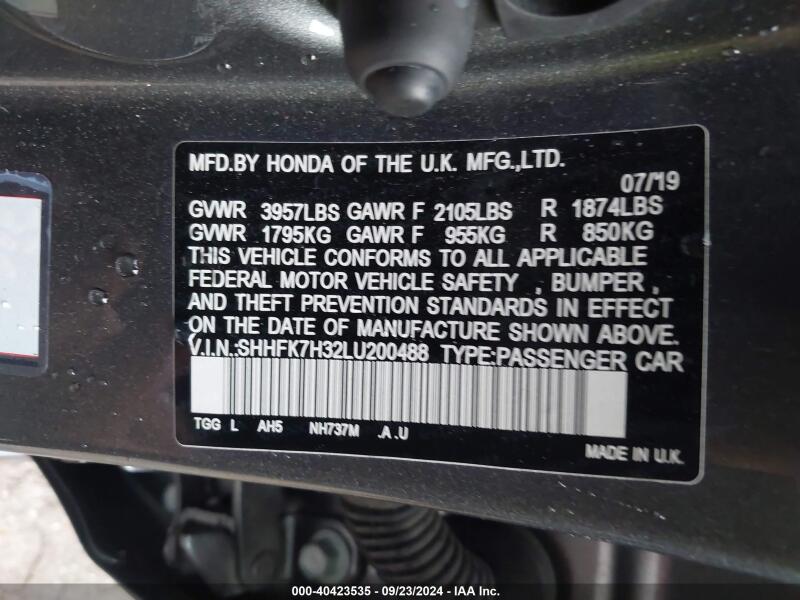 MFD.BY HONDA OF THE U.K. MFG.,LTD.
07/19
GVWR 3957LBS GAWR F 2105LBS R 1874LBS
GVWR 1795KG GAWR F 955KG R 850KG
THIS VEHICLE CONFORMS TO ALL APPLICABLE
FEDERAL MOTOR VEHICLE SAFETY , BUMPER ,
AND THEFT PREVENTION STANDARDS IN EFFECT
ON THE DATE OF MANUFACTURE SHOWN ABOVE.
V.I.N.:SHHFK7H32LU200488 TYPE:PASSENGER CAR
TGG L AH5 NH737M .A .U
MADE IN U.K.
000-40423535 - 09/23/2024 - IAA Inc.